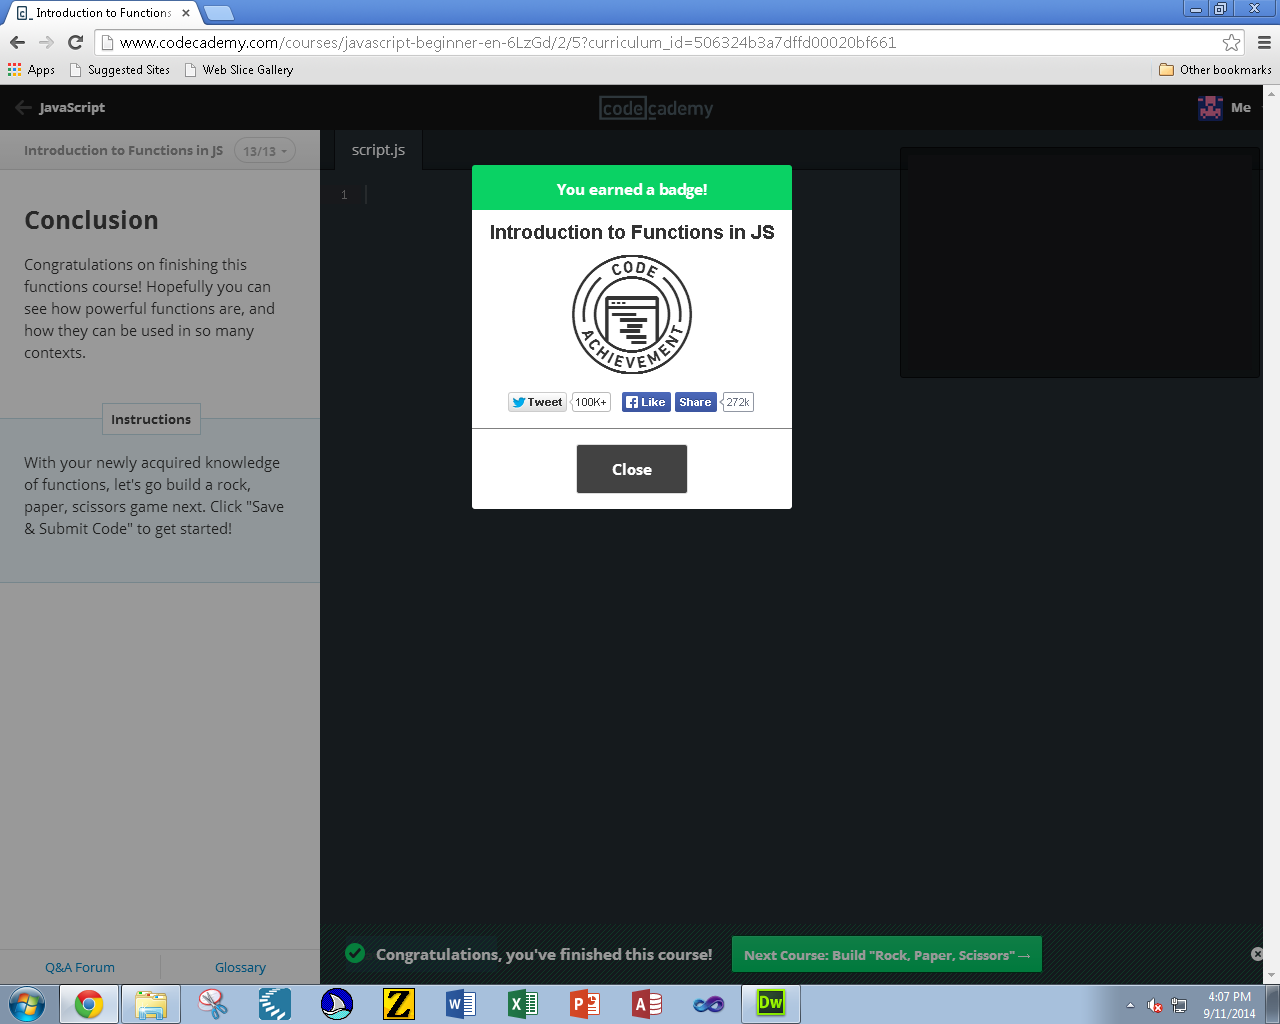 Introduction to Functions
www.codecademy.com/courses/javascript-beginner-en-6LzGd/2/5?curriculum_id=506324b3a7dffd00020bf661
Apps Suggested Sites Web Slice Gallery Other bookmarks
JavaScript
codecademy
Me
Introduction to Functions in JS 13/13
script.js
1
Conclusion
Congratulations on finishing this
functions course! Hopefully you can
see how powerful functions are, and
how they can be used in so many
contexts.
Instructions
With your newly acquired knowledge
of functions, let's go build a rock,
paper, scissors game next. Click "Save
& Submit Code" to get started!
Q&A Forum Glossary
You earned a badge!
Introduction to Functions in JS
CODE
ACHIEVEMENT
Tweet 100K+ Like Share 272k
Close
Congratulations, you've finished this course!
Next Course: Build "Rock, Paper, Scissors" →
Z
Dw
4:07 PM
9/11/2014